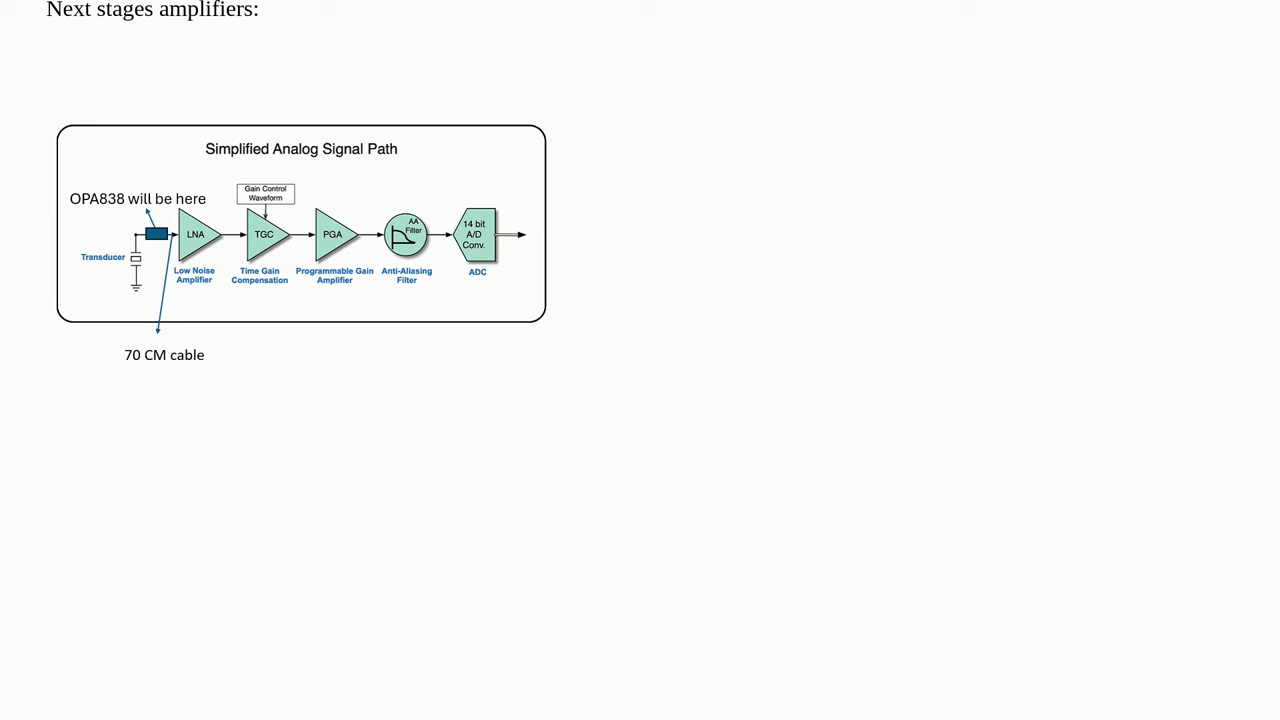 Next stages amplifiers:
Simplified Analog Signal Path
OPA838 will be here
Gain Control
Waveform
LNA
TGC
PGA
AA
Filter
14 bit
A/D
Conv.
Transducer
Low Noise
Amplifier
Time Gain
Compensation
Programmable Gain
Amplifier
Anti-Aliasing
Filter
ADC
70 CM cable